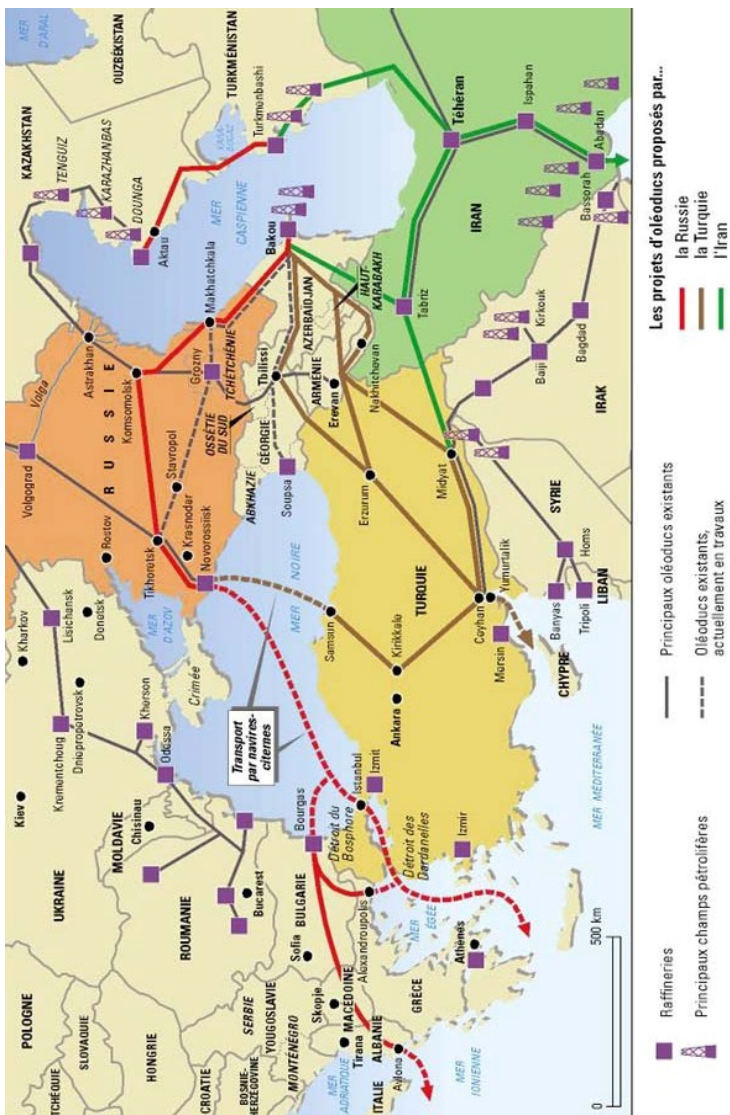 POLOGNE
TCHÉQUIE
SLOVAQUIE
HONGRIE
CROATIE
BOSNIE-
HERZÉGOVINE
SERBIE
YOUGOSLAVIE
MONTÉNÉGRO
MER
ADRIATIQUE
ITALIE
ALBANIE
Tirana
Avlona
MACÉDOINE
Skopje
Sofia
BULGARIE
Bourgas
Alexandroupolis
GRÈCE
Athènes
MER
IONIENNE
MER
ÉGÉE
UKRAINE
Kiev
MOLDAVIE
Chisinau
ROUMANIE
Bucarest
Odessa
Kherson
Krementchoug
Dniepropetrovsk
Kharkov
Lisichansk
Donetsk
Crimée
MER
D'AZOV
Rostov
Volgograd
Volga
RUSSIE
Astrakhan
Komsomolsk
Tikhoretsk
Stavropol
Krasnodar
Novorossiisk
Grozny
TCHÉTCHÉNIE
Makhatchkala
OSSÉTIE
DU SUD
ABKHAZIE
GÉORGIE
Tbilissi
Soupsa
ARMÉNIE
Erevan
AZERBAÏDJAN
HAUT-
KARABAKH
Nakhitchevan
Bakou
MER
CASPIENNE
KAZAKHSTAN
TENGUIZ
KARAZHANBAS
DOUNGA
Aktau
MER
D'ARAL
OUZBÉKISTAN
TURKMÉNISTAN
KARA-
BOGAZ
Turkmenbashi
MER NOIRE
Transport
par navires-
citernes
Détroit du
Bosphore
Istanbul
Izmit
Détroit des
Dardanelles
Izmir
Ankara
Kirikkale
Samsun
TURQUIE
Erzurum
Midyat
Ceyhan
Yumurtalik
Mersin
CHYPRE
MER MÉDITERRANÉE
Banyas
Tripoli
Homs
LIBAN
SYRIE
IRAK
Kirkouk
Baiji
Bagdad
Bassorah
Abadan
IRAN
Tabriz
Téhéran
Ispahan
0
500 km
Raffineries
Principaux champs pétrolifères
Principaux oléoducs existants
Oléoducs existants,
actuellement en travaux
Les projets d'oléoducs proposés par...
la Russie
la Turquie
l'Iran